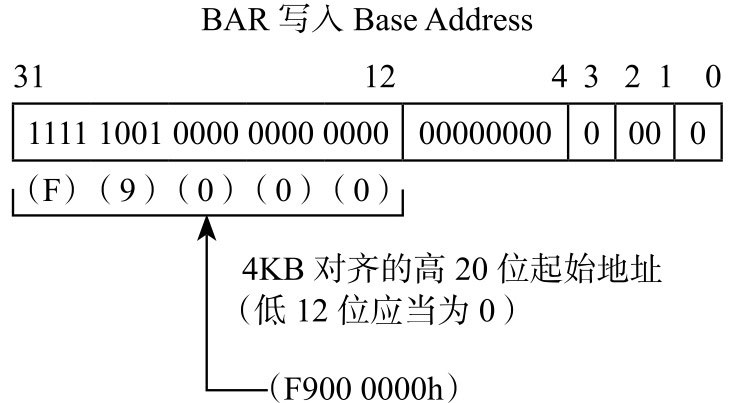 BAR 写入 Base Address
31 12 4 3 2 1 0
1111 1001 0000 0000 0000 00000000 0 00 0
（F）（9）（0）（0）（0）
4KB 对齐的高 20 位起始地址
（低 12 位应当为 0）
（F900 0000h）